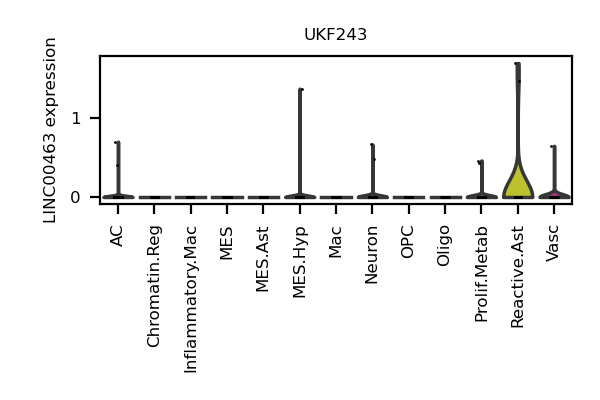 UKF243
LINC00463 expression
1
0
AC
Chromatin.Reg
Inflammatory.Mac
MES
MES.Ast
MES.Hyp
Mac
Neuron
OPC
Oligo
Prolif.Metab
Reactive.Ast
Vasc